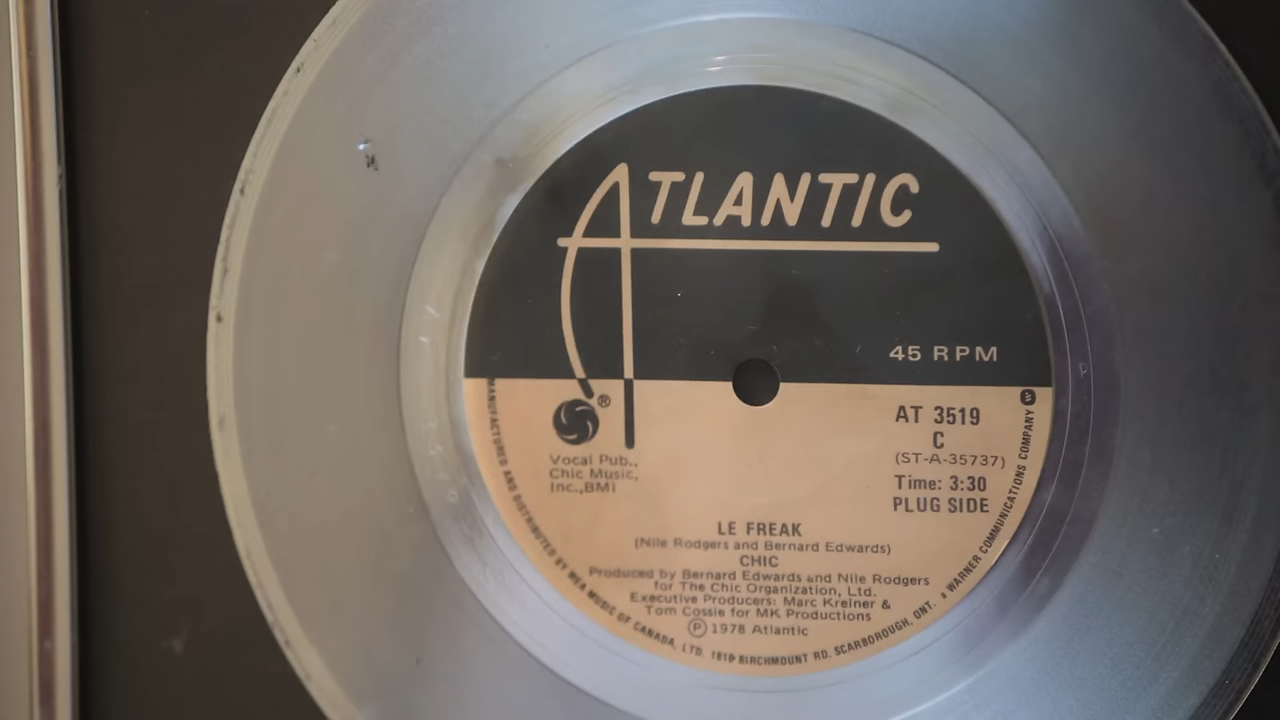 ATLANTIC
45 RPM
®
AT 3519
C
(ST-A-35737)
Time: 3:30
PLUG SIDE
Vocal Pub.,
Chic Music,
Inc.,BMI
LE FREAK
(Nile Rodgers and Bernard Edwards)
CHIC
Produced by Bernard Edwards and Nile Rodgers
for The Chic Organization, Ltd.
Executive Producers: Marc Kreiner &
Tom Cossie for MK Productions
Ⓟ 1978 Atlantic
MANUFACTURED AND DISTRIBUTED BY WEA MUSIC OF CANADA, LTD. 1810 BIRCHMOUNT RD. SCARBOROUGH, ONT. a WARNER COMMUNICATIONS COMPANY